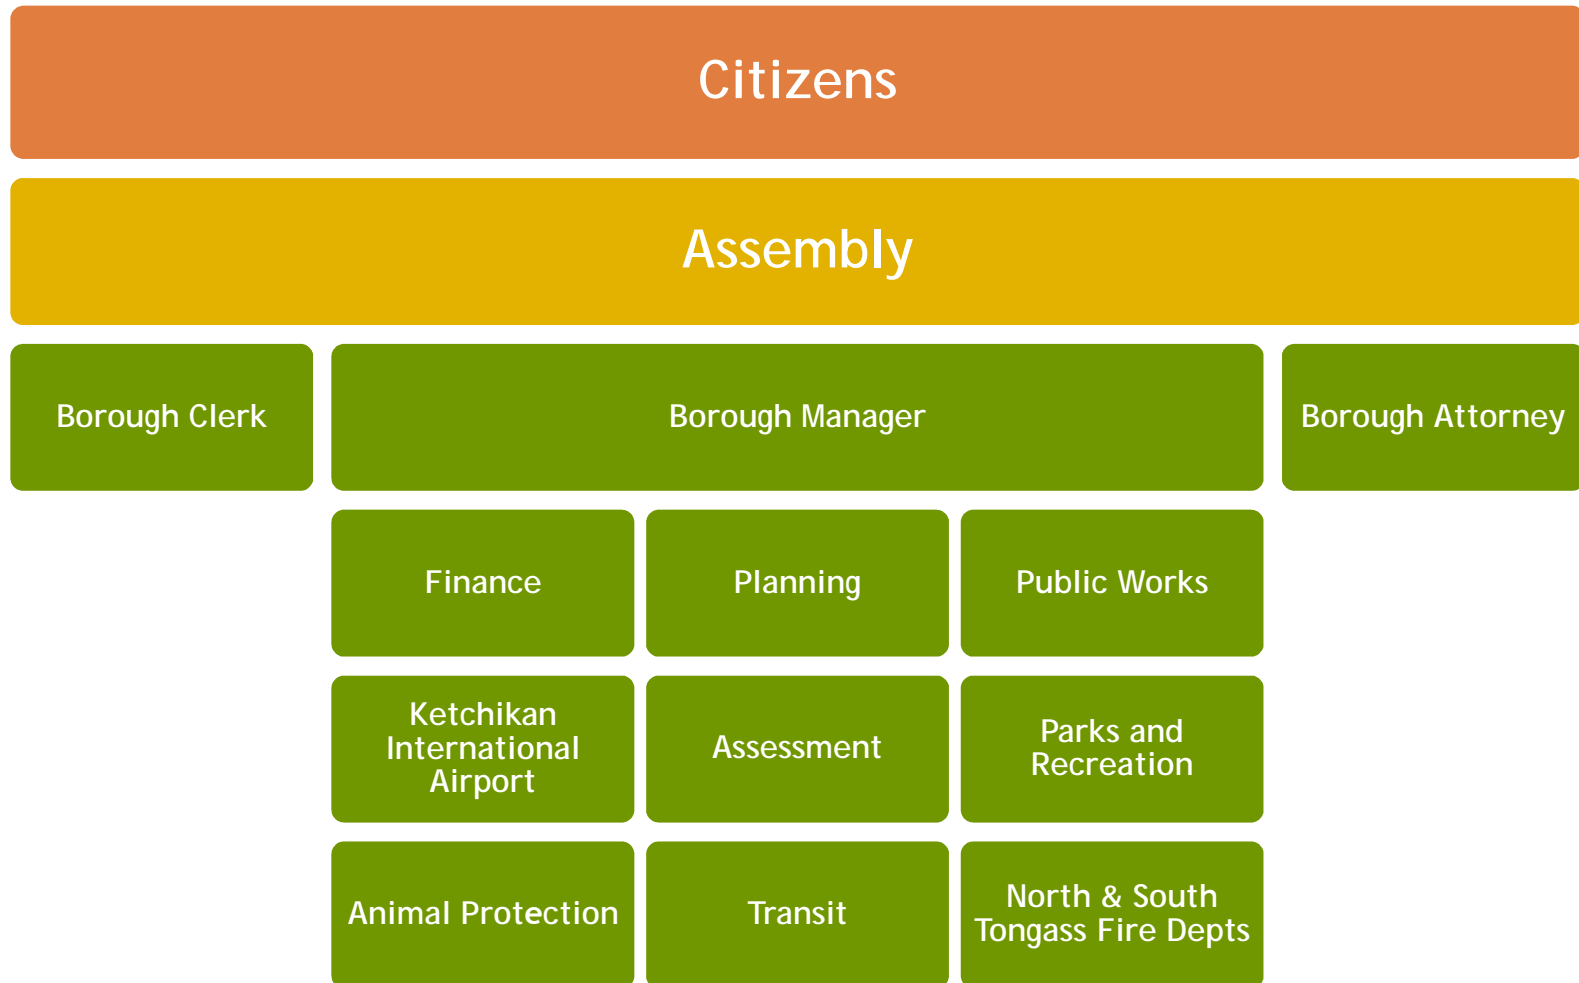 Citizens
Assembly
Borough Clerk
Borough Manager
Borough Attorney
Finance
Planning
Public Works
Ketchikan
International
Airport
Assessment
Parks and
Recreation
Animal Protection
Transit
North & South
Tongass Fire Depts